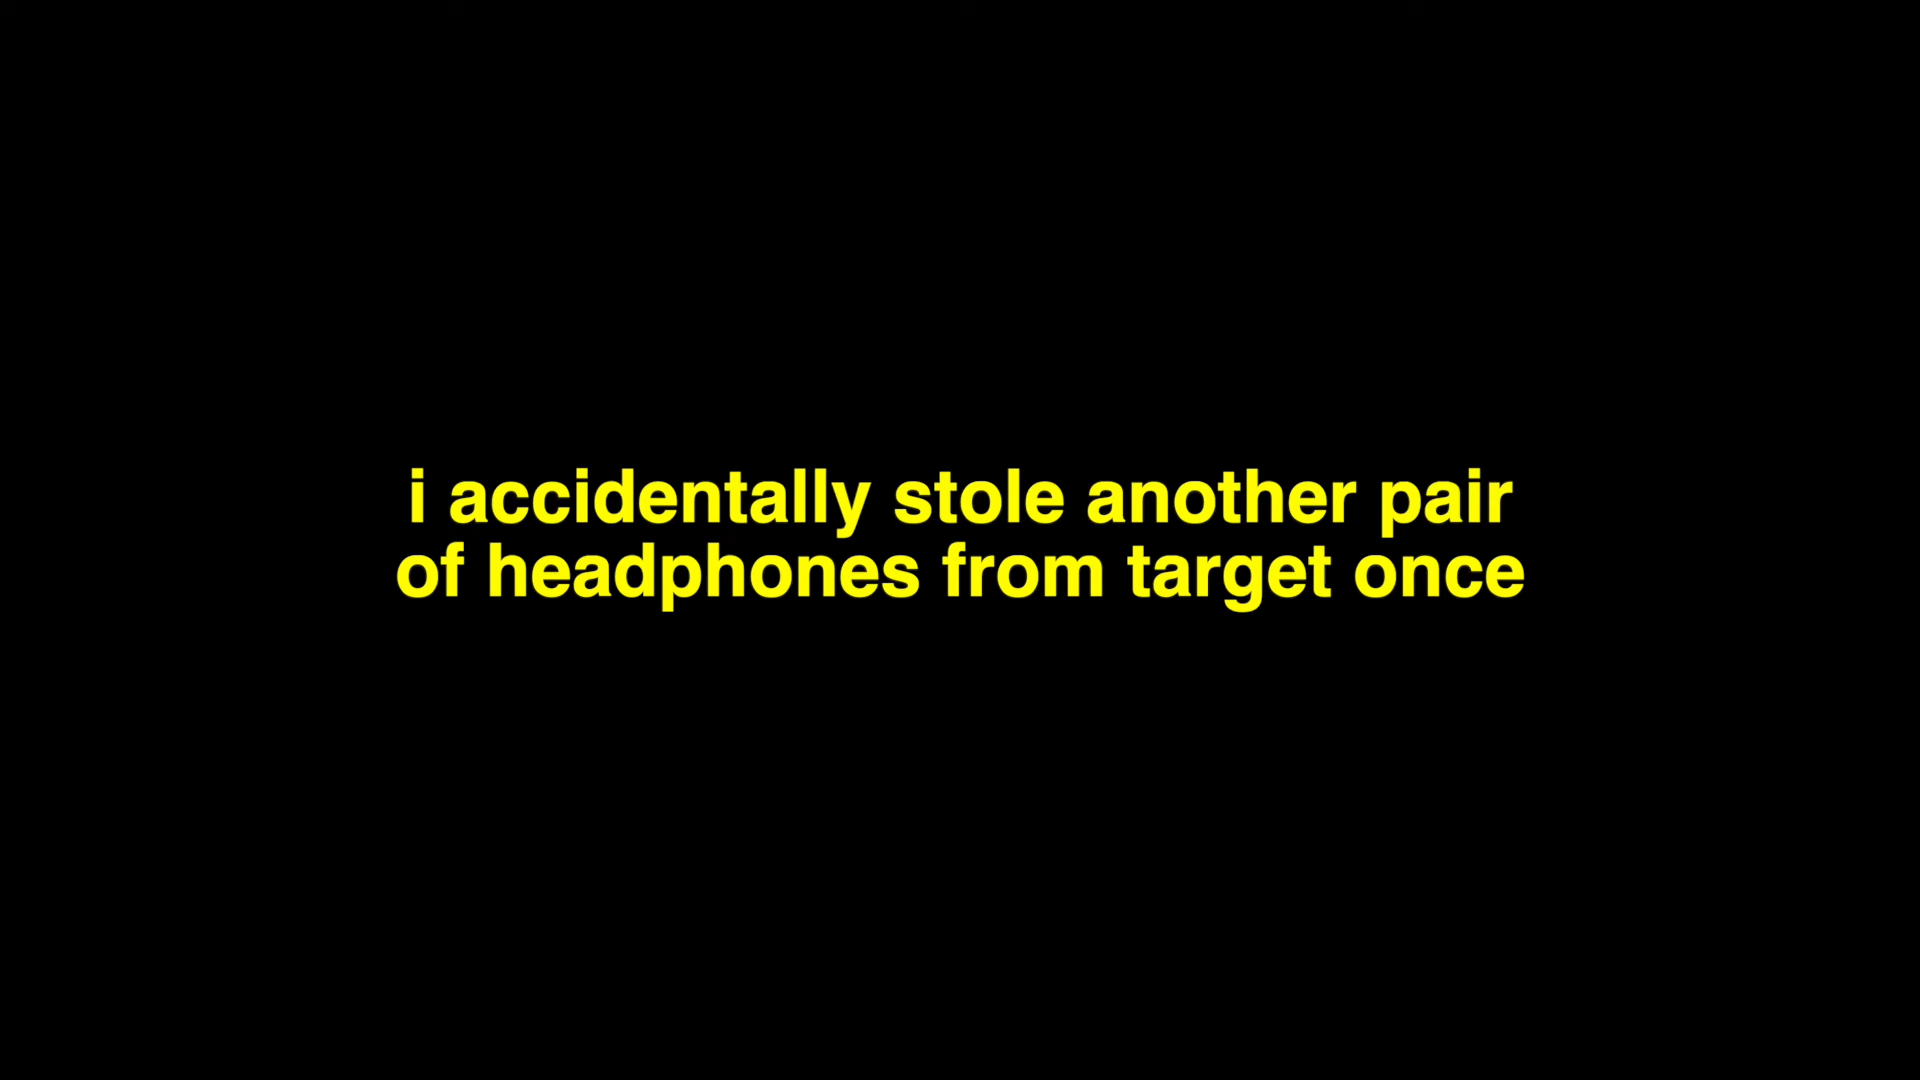 i accidentally stole another pair
of headphones from target once